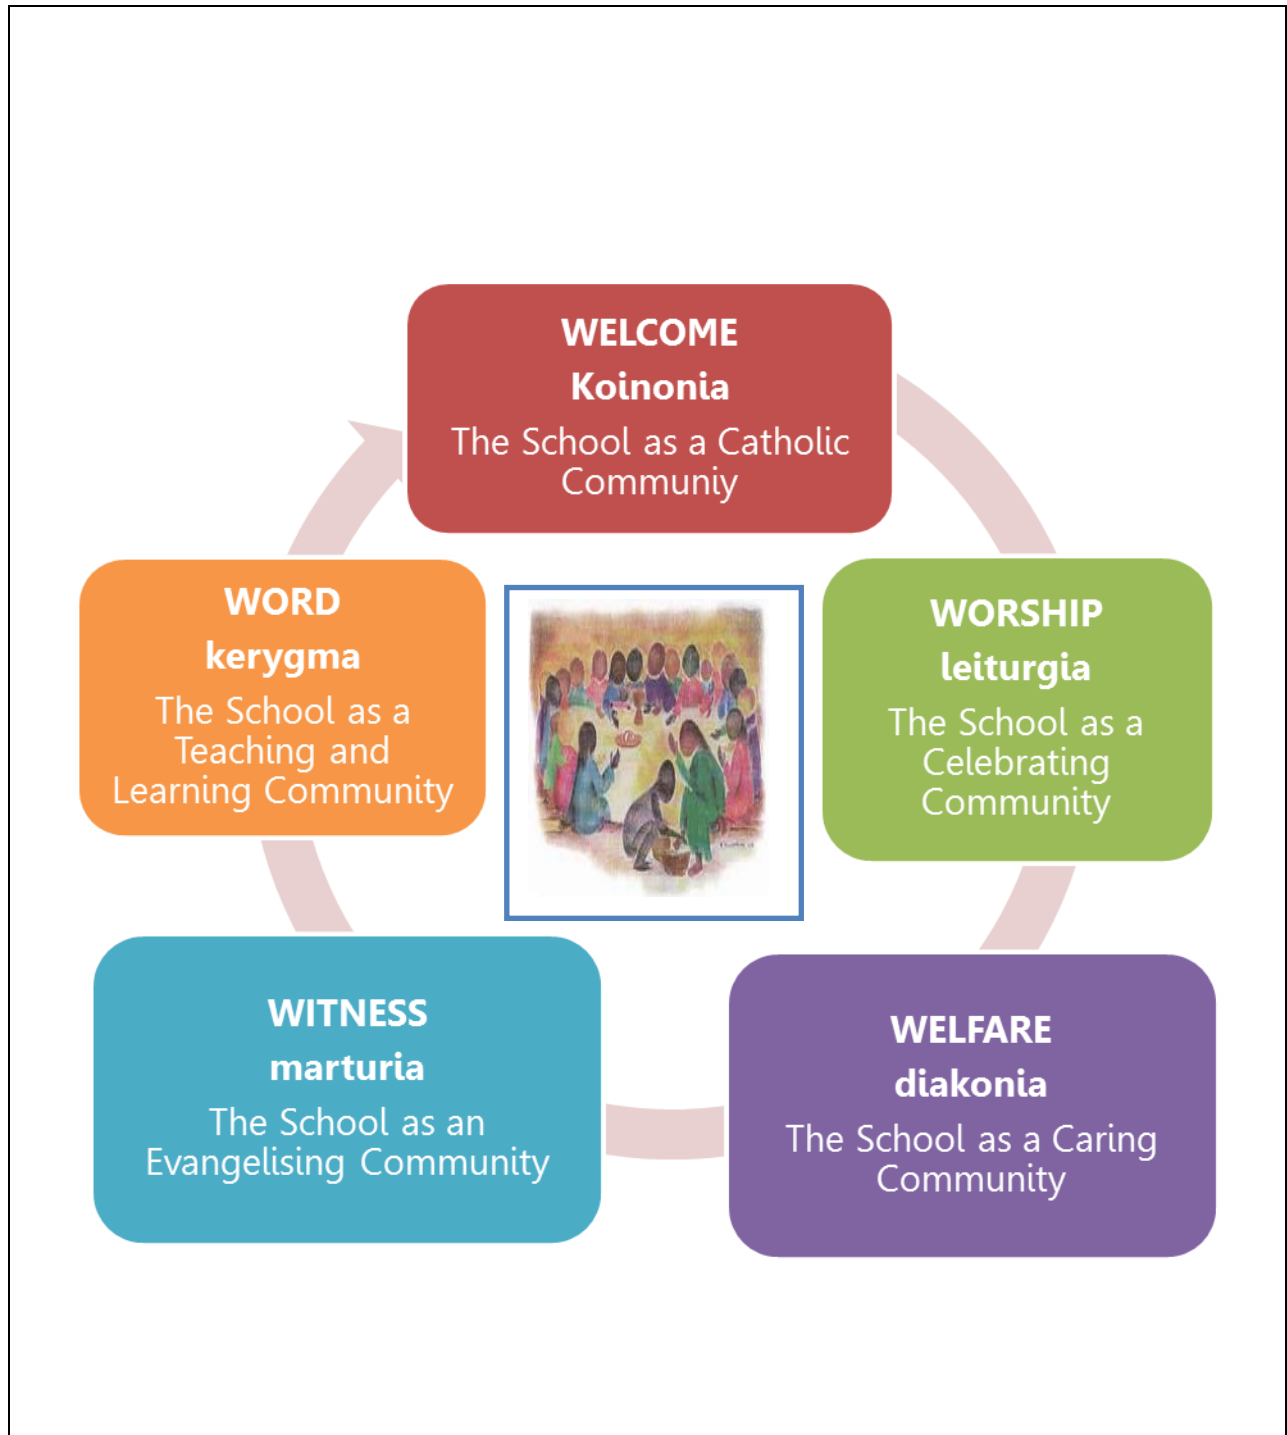 WELCOME
Koinonia
The School as a Catholic
Communiy
WORSHIP
leiturgia
The School as a
Celebrating
Community
WELFARE
diakonia
The School as a Caring
Community
WITNESS
marturia
The School as an
Evangelising Community
WORD
kerygma
The School as a
Teaching and
Learning Community